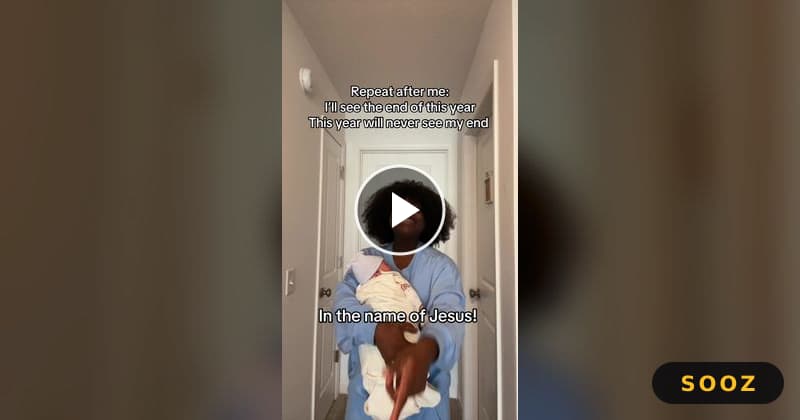 Repeat after me:
I'll see the end of this year
This year will never see my end
In the name of Jesus!
SOOZ